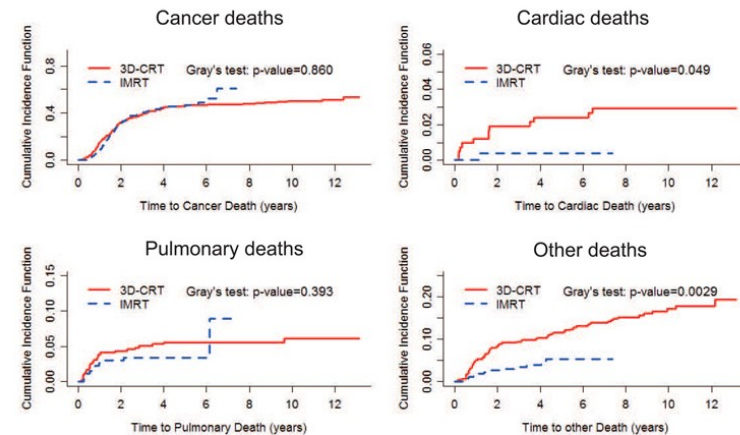 Cancer deaths
Cumulative Incidence Function
0.0 0.4 0.8
3D-CRT
IMRT
Gray's test: p-value=0.860
0 2 4 6 8 10 12
Time to Cancer Death (years)
Cardiac deaths
Cumulative Incidence Function
0.00 0.02 0.04 0.06
3D-CRT
IMRT
Gray's test: p-value=0.049
0 2 4 6 8 10 12
Time to Cardiac Death (years)
Pulmonary deaths
Cumulative Incidence Function
0.00 0.05 0.10 0.15
3D-CRT
IMRT
Gray's test: p-value=0.393
0 2 4 6 8 10 12
Time to Pulmonary Death (years)
Other deaths
Cumulative Incidence Function
0.00 0.10 0.20
3D-CRT
IMRT
Gray's test: p-value=0.0029
0 2 4 6 8 10 12
Time to other Death (years)